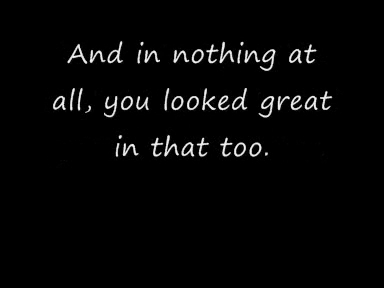 And in nothing at
all, you looked great
in that too.